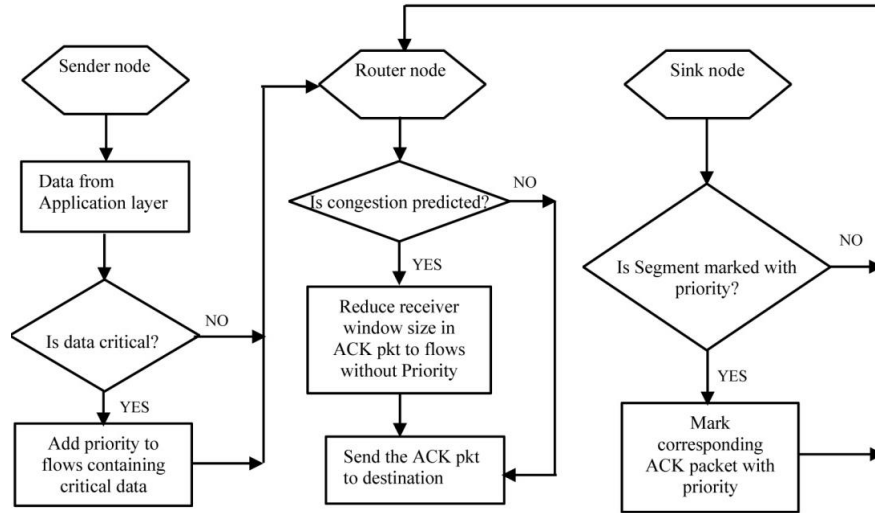 Sender node
Data from
Application layer
Is data critical?
NO
YES
Add priority to
flows containing
critical data
Router node
Is congestion predicted?
NO
YES
Reduce receiver
window size in
ACK pkt to flows
without Priority
Send the ACK pkt
to destination
Sink node
Is Segment marked with
priority?
NO
YES
Mark
corresponding
ACK packet with
priority